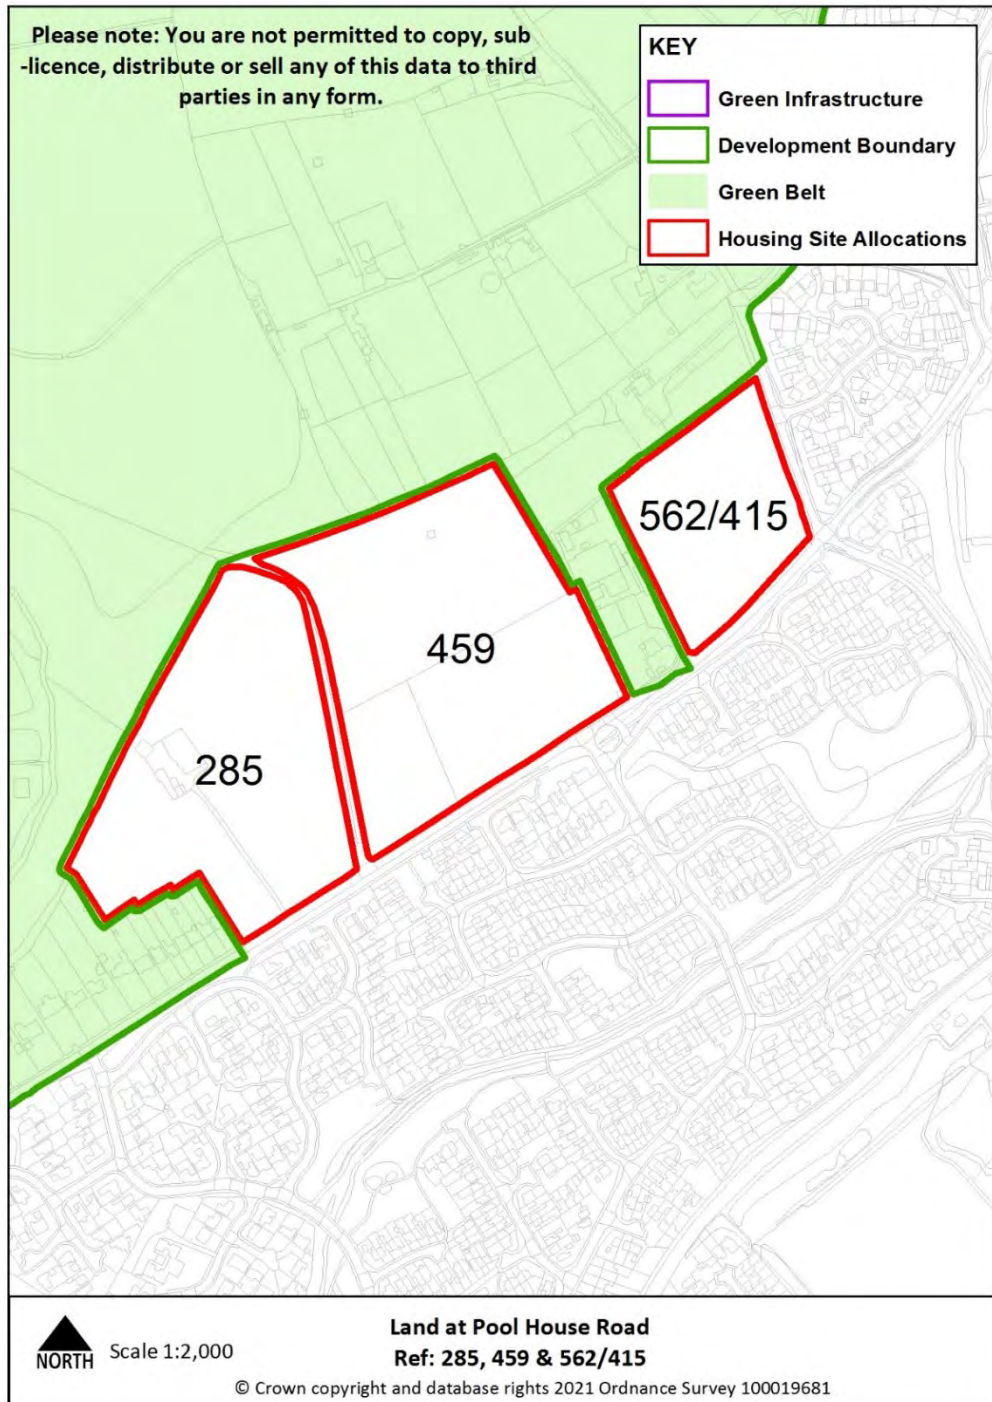 Please note: You are not permitted to copy, sub
-licence, distribute or sell any of this data to third
parties in any form.
KEY
Green Infrastructure
Development Boundary
Green Belt
Housing Site Allocations
562/415
459
285
NORTH
Scale 1:2,000
Land at Pool House Road
Ref: 285, 459 & 562/415
© Crown copyright and database rights 2021 Ordnance Survey 100019681